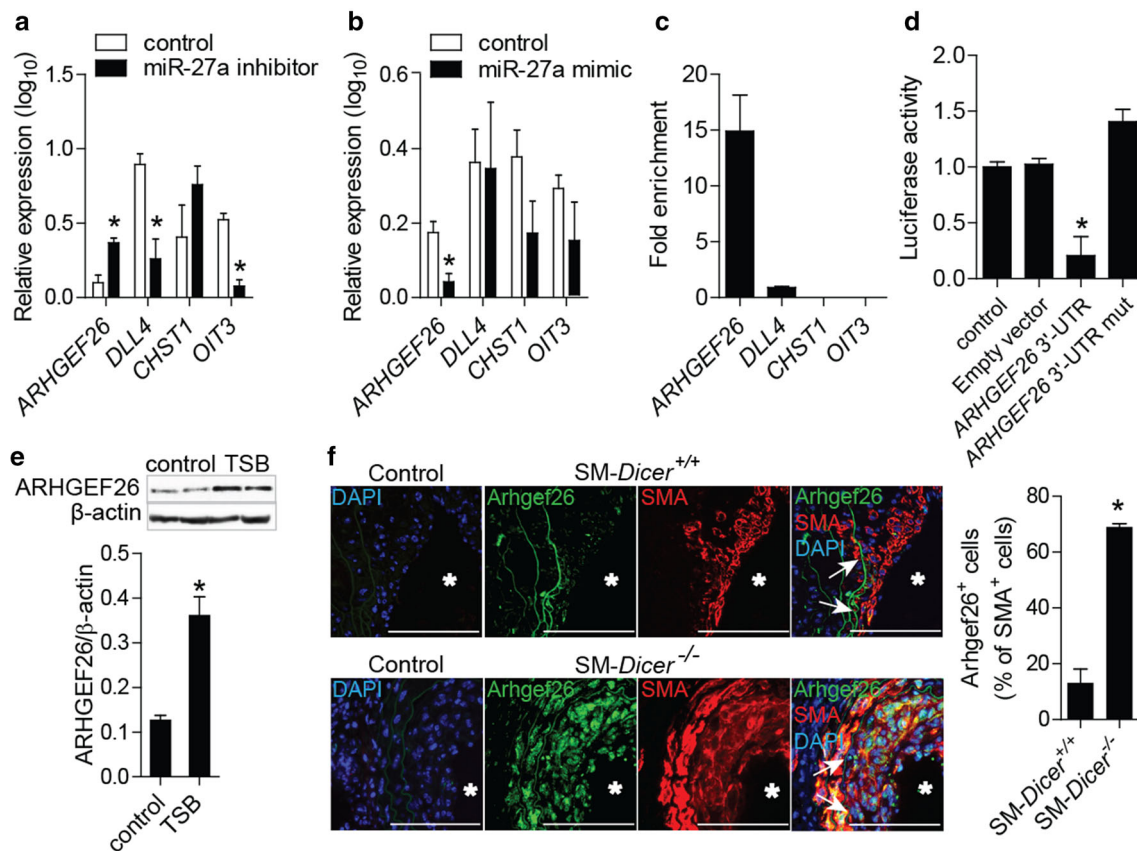 a
control
miR-27a inhibitor
Relative expression (log10)
1.5
1.0
0.5
0.0
*
*
*
ARHGEF26
DLL4
CHST1
OIT3
b
control
miR-27a mimic
Relative expression (log10)
0.6
0.4
0.2
0.0
*
ARHGEF26
DLL4
CHST1
OIT3
c
Fold enrichment
20
15
10
5
0
ARHGEF26
DLL4
CHST1
OIT3
d
Luciferase activity
2.0
1.5
1.0
0.5
0.0
*
control
Empty vector
ARHGEF26 3'-UTR
ARHGEF26 3'-UTR mut
e
control TSB
ARHGEF26
β-actin
ARHGEF26/β-actin
0.5
0.4
0.3
0.2
0.1
0.0
*
control
TSB
f
Control
SM-Dicer+/+
DAPI
*
Arhgef26
*
SMA
*
Arhgef26
SMA
DAPI
*
Control
SM-Dicer-/-
DAPI
*
Arhgef26
*
SMA
*
Arhgef26
SMA
DAPI
*
Arhgef26+ cells
(% of SMA+ cells)
80
60
40
20
0
*
SM-Dicer+/+
SM-Dicer-/-